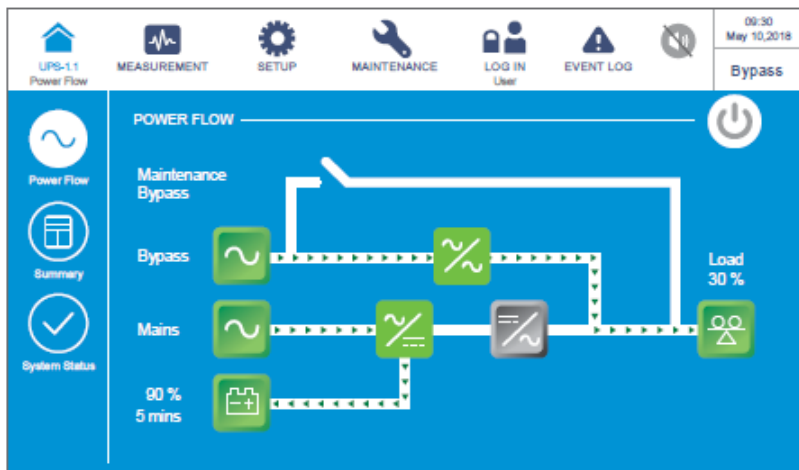 UPS-1.1
Power Flow
MEASUREMENT
SETUP
MAINTENANCE
LOG IN
User
EVENT LOG
09:30
May 10,2018
Bypass
Power Flow
Summary
System Status
POWER FLOW
Maintenance
Bypass
Bypass
Load
30 %
Mains
90 %
5 mins